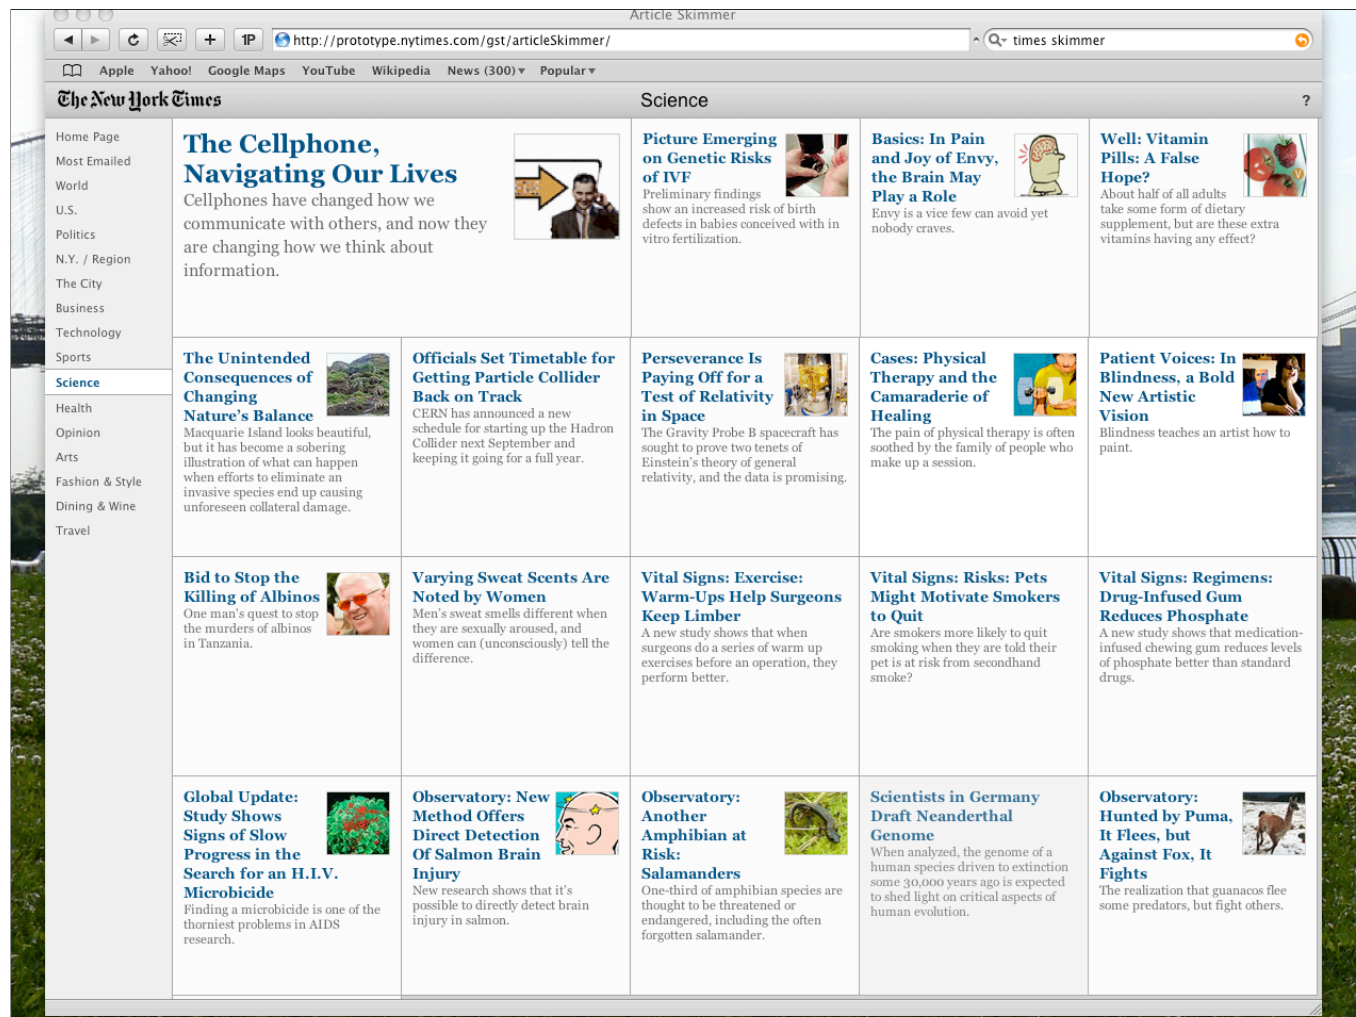 Article Skimmer
1P
http://prototype.nytimes.com/gst/articleSkimmer/
times skimmer
Apple Yahoo! Google Maps YouTube Wikipedia News (300) Popular
The New York Times
Science
?
Home Page
Most Emailed
World
U.S.
Politics
N.Y. / Region
The City
Business
Technology
Sports
Science
Health
Opinion
Arts
Fashion & Style
Dining & Wine
Travel
The Cellphone,
Navigating Our Lives
Cellphones have changed how we
communicate with others, and now they
are changing how we think about
information.
Picture Emerging
on Genetic Risks
of IVF
Preliminary findings
show an increased risk of birth
defects in babies conceived with in
vitro fertilization.
Basics: In Pain
and Joy of Envy,
the Brain May
Play a Role
Envy is a vice few can avoid yet
nobody craves.
Well: Vitamin
Pills: A False
Hope?
About half of all adults
take some form of dietary
supplement, but are these extra
vitamins having any effect?
The Unintended
Consequences of
Changing
Nature's Balance
Macquarie Island looks beautiful,
but it has become a sobering
illustration of what can happen
when efforts to eliminate an
invasive species end up causing
unforeseen collateral damage.
Officials Set Timetable for
Getting Particle Collider
Back on Track
CERN has announced a new
schedule for starting up the Hadron
Collider next September and
keeping it going for a full year.
Perseverance Is
Paying Off for a
Test of Relativity
in Space
The Gravity Probe B spacecraft has
sought to prove two tenets of
Einstein's theory of general
relativity, and the data is promising.
Cases: Physical
Therapy and the
Camaraderie of
Healing
The pain of physical therapy is often
soothed by the family of people who
make up a session.
Patient Voices: In
Blindness, a Bold
New Artistic
Vision
Blindness teaches an artist how to
paint.
Bid to Stop the
Killing of Albinos
One man's quest to stop
the murders of albinos
in Tanzania.
Varying Sweat Scents Are
Noted by Women
Men's sweat smells different when
they are sexually aroused, and
women can (unconsciously) tell the
difference.
Vital Signs: Exercise:
Warm-Ups Help Surgeons
Keep Limber
A new study shows that when
surgeons do a series of warm up
exercises before an operation, they
perform better.
Vital Signs: Risks: Pets
Might Motivate Smokers
to Quit
Are smokers more likely to quit
smoking when they are told their
pet is at risk from secondhand
smoke?
Vital Signs: Regimens:
Drug-Infused Gum
Reduces Phosphate
A new study shows that medication-
infused chewing gum reduces levels
of phosphate better than standard
drugs.
Global Update:
Study Shows
Signs of Slow
Progress in the
Search for an H.I.V.
Microbicide
Finding a microbicide is one of the
thorniest problems in AIDS
research.
Observatory: New
Method Offers
Direct Detection
Of Salmon Brain
Injury
New research shows that it's
possible to directly detect brain
injury in salmon.
Observatory:
Another
Amphibian at
Risk:
Salamanders
One-third of amphibian species are
thought to be threatened or
endangered, including the often
forgotten salamander.
Scientists in Germany
Draft Neanderthal
Genome
When analyzed, the genome of a
human species driven to extinction
some 30,000 years ago is expected
to shed light on critical aspects of
human evolution.
Observatory:
Hunted by Puma,
It Flees, but
Against Fox, It
Fights
The realization that guanacos flee
some predators, but fight others.